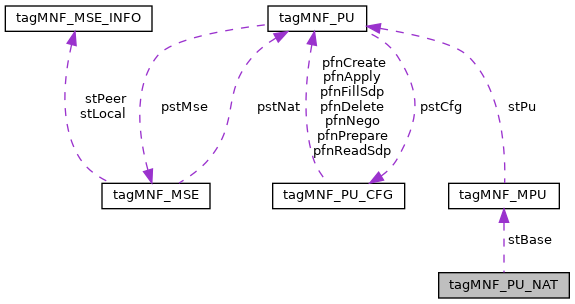 tagMNF_MSE_INFO
tagMNF_PU
pfnCreate
pfnApply
pfnFillSdp
pfnDelete
pfnNego
pfnPrepare
pfnReadSdp
stPeer
stLocal
pstMse
pstNat
pstCfg
stPu
tagMNF_MSE
tagMNF_PU_CFG
tagMNF_MPU
stBase
tagMNF_PU_NAT